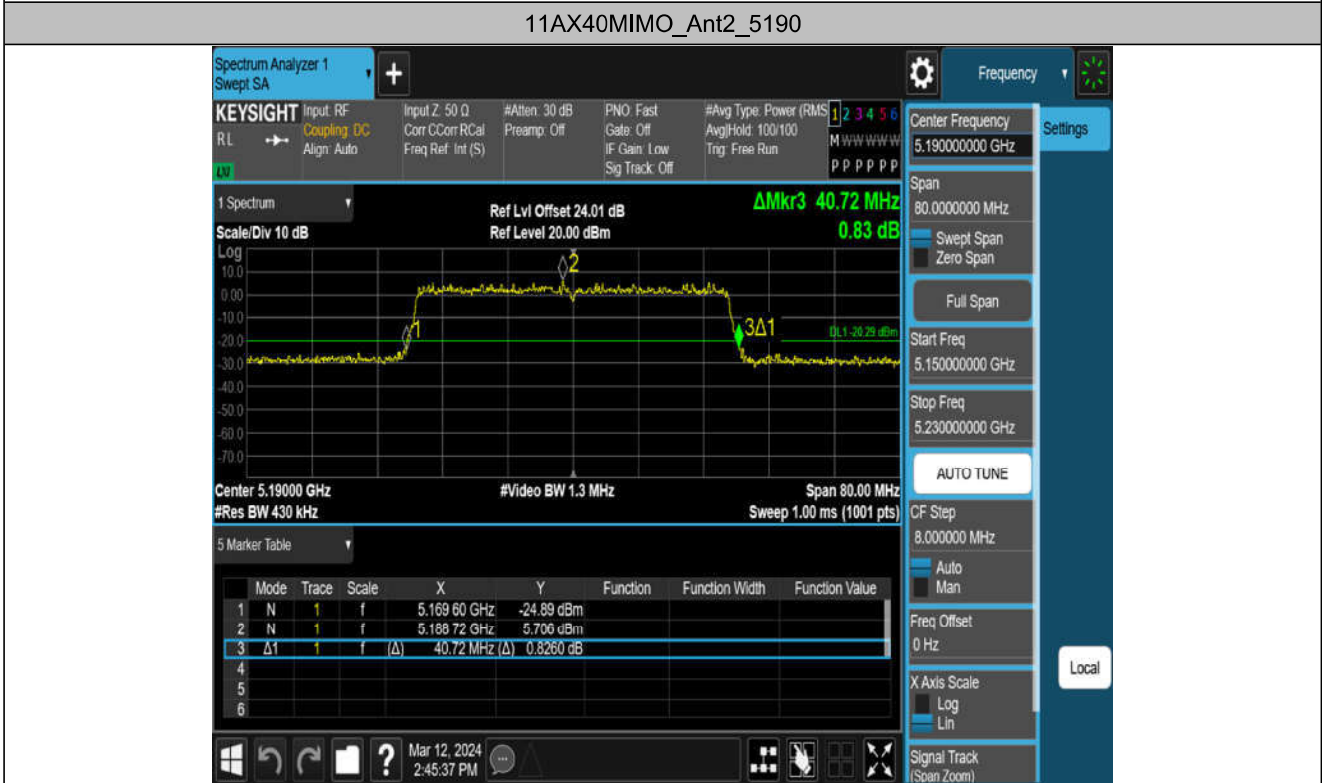 11AX40MIMO_Ant2_5190
Spectrum Analyzer 1
Swept SA
+
Frequency
KEYSIGHT Input: RF Input Z: 50 Ω #Atten: 30 dB PNO: Fast #Avg Type: Power (RMS 1 2 3 4 5 6
RL Coupling: DC Corr CCorr RCal Preamp: Off Gate: Off Avg|Hold: 100/100 M W W W W W
Align: Auto Freq Ref: Int (S) IF Gain: Low Trig: Free Run
Sig Track: Off P P P P P P
LXI
1 Spectrum
Scale/Div 10 dB
Ref Lvl Offset 24.01 dB
Ref Level 20.00 dBm
ΔMkr3 40.72 MHz
0.83 dB
Log
10.0
0.00
-10.0
-20.0
-30.0
-40.0
-50.0
-60.0
-70.0
2
1
3Δ1
DL1 -20.29 dBm
Center 5.19000 GHz #Video BW 1.3 MHz Span 80.00 MHz
#Res BW 430 kHz Sweep 1.00 ms (1001 pts)
5 Marker Table
Mode Trace Scale X Y Function Function Width Function Value
1 N 1 f 5.169 60 GHz -24.89 dBm
2 N 1 f 5.188 72 GHz 5.706 dBm
3 Δ1 1 f (Δ) 40.72 MHz (Δ) 0.8260 dB
4
5
6
?
Mar 12, 2024
2:45:37 PM
Center Frequency
5.190000000 GHz
Settings
Span
80.0000000 MHz
Swept Span
Zero Span
Full Span
Start Freq
5.150000000 GHz
Stop Freq
5.230000000 GHz
AUTO TUNE
CF Step
8.000000 MHz
Auto
Man
Freq Offset
0 Hz
Local
X Axis Scale
Log
Lin
Signal Track
(Span Zoom)